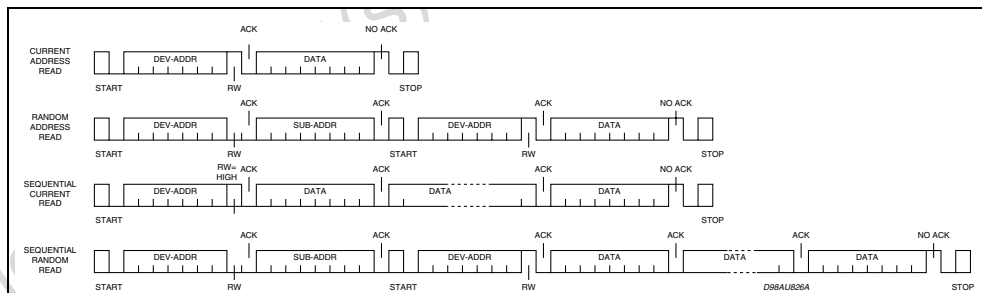 ACK NO ACK
CURRENT
ADDRESS
READ
DEV-ADDR DATA
START RW STOP
ACK ACK ACK NO ACK
RANDOM
ADDRESS
READ
DEV-ADDR SUB-ADDR DEV-ADDR DATA
START RW START RW STOP
RW=
HIGH
ACK ACK ACK NO ACK
SEQUENTIAL
CURRENT
READ
DEV-ADDR DATA DATA DATA
START STOP
ACK ACK ACK ACK ACK NO ACK
SEQUENTIAL
RANDOM
READ
DEV-ADDR SUB-ADDR DEV-ADDR DATA DATA DATA
START RW START RW D98AU826A STOP